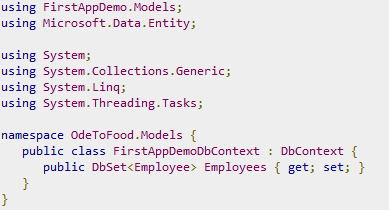 using FirstAppDemo.Models;
using Microsoft.Data.Entity;

using System;
using System.Collections.Generic;
using System.Linq;
using System.Threading.Tasks;

namespace OdeToFood.Models {
   public class FirstAppDemoDbContext : DbContext {
      public DbSet<Employee> Employees { get; set; }
   }
}